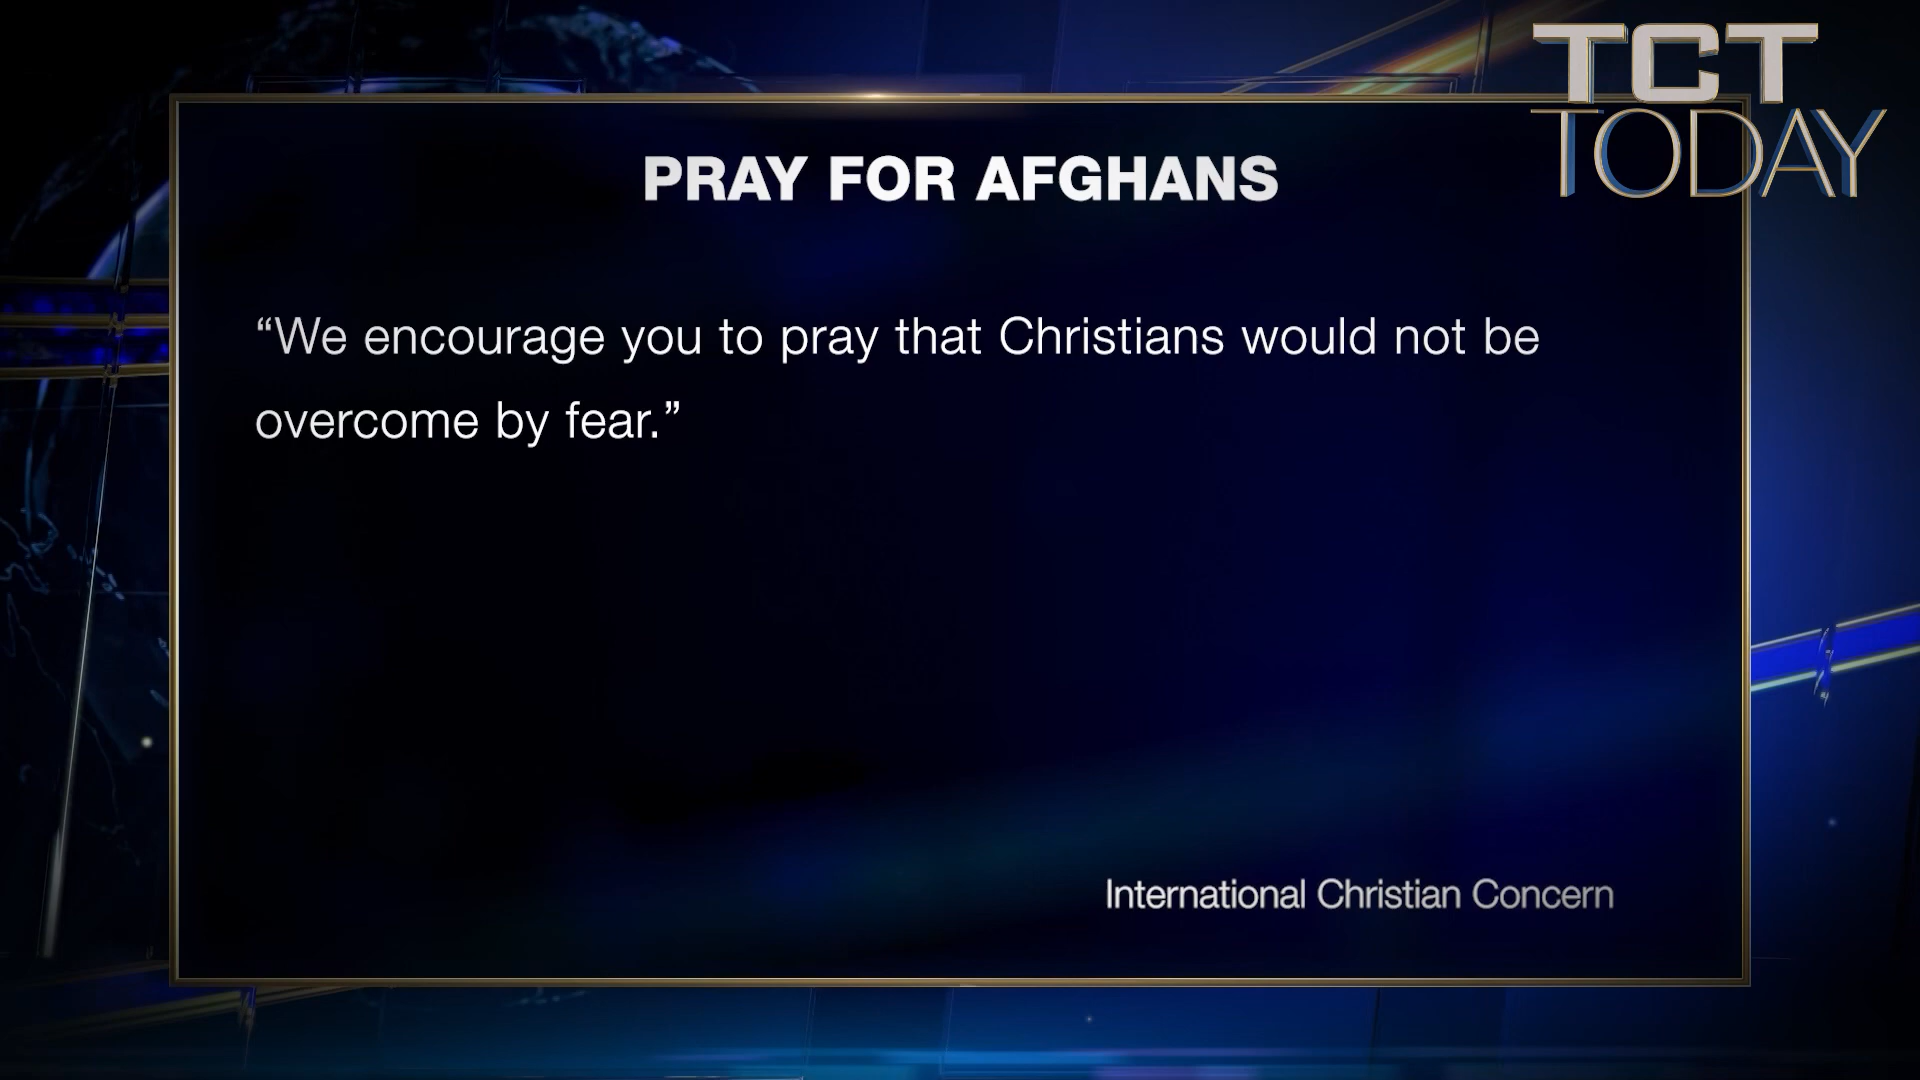 TCT
TODAY
PRAY FOR AFGHANS
“We encourage you to pray that Christians would not be
overcome by fear.”
International Christian Concern